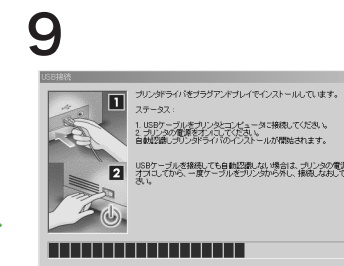 9
USB接続
1
プリンタドライバをプラグアンドプレイでインストールしています。
ステータス：
1. USBケーブルをプリンタとコンピュータに接続してください。
2. プリンタの電源をオンにしてください。
自動認識しプリンタドライバのインストールが開始されます。
2
USBケーブルを接続しても自動認識しない場合は、プリンタの電源
オフにしてから、一度ケーブルをプリンタから外し、接続しなおして
さい。